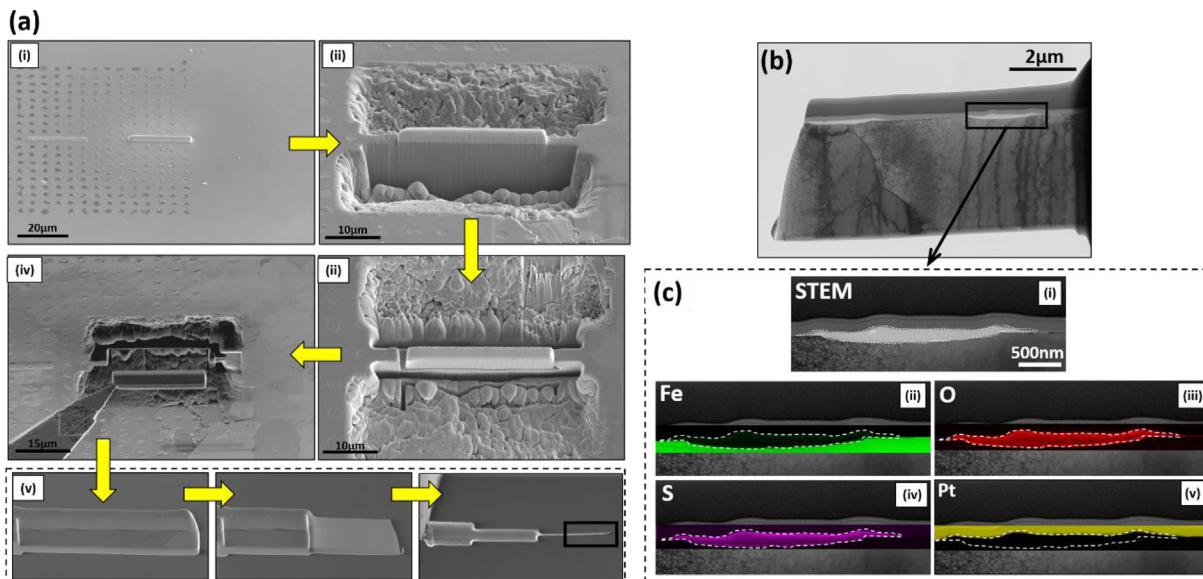 (a)
(i)
20μm
(ii)
10μm
(iv)
15μm
(ii)
10μm
(v)
(b)
2μm
(c)
STEM
(i)
500nm
Fe
(ii)
O
(iii)
S
(iv)
Pt
(v)